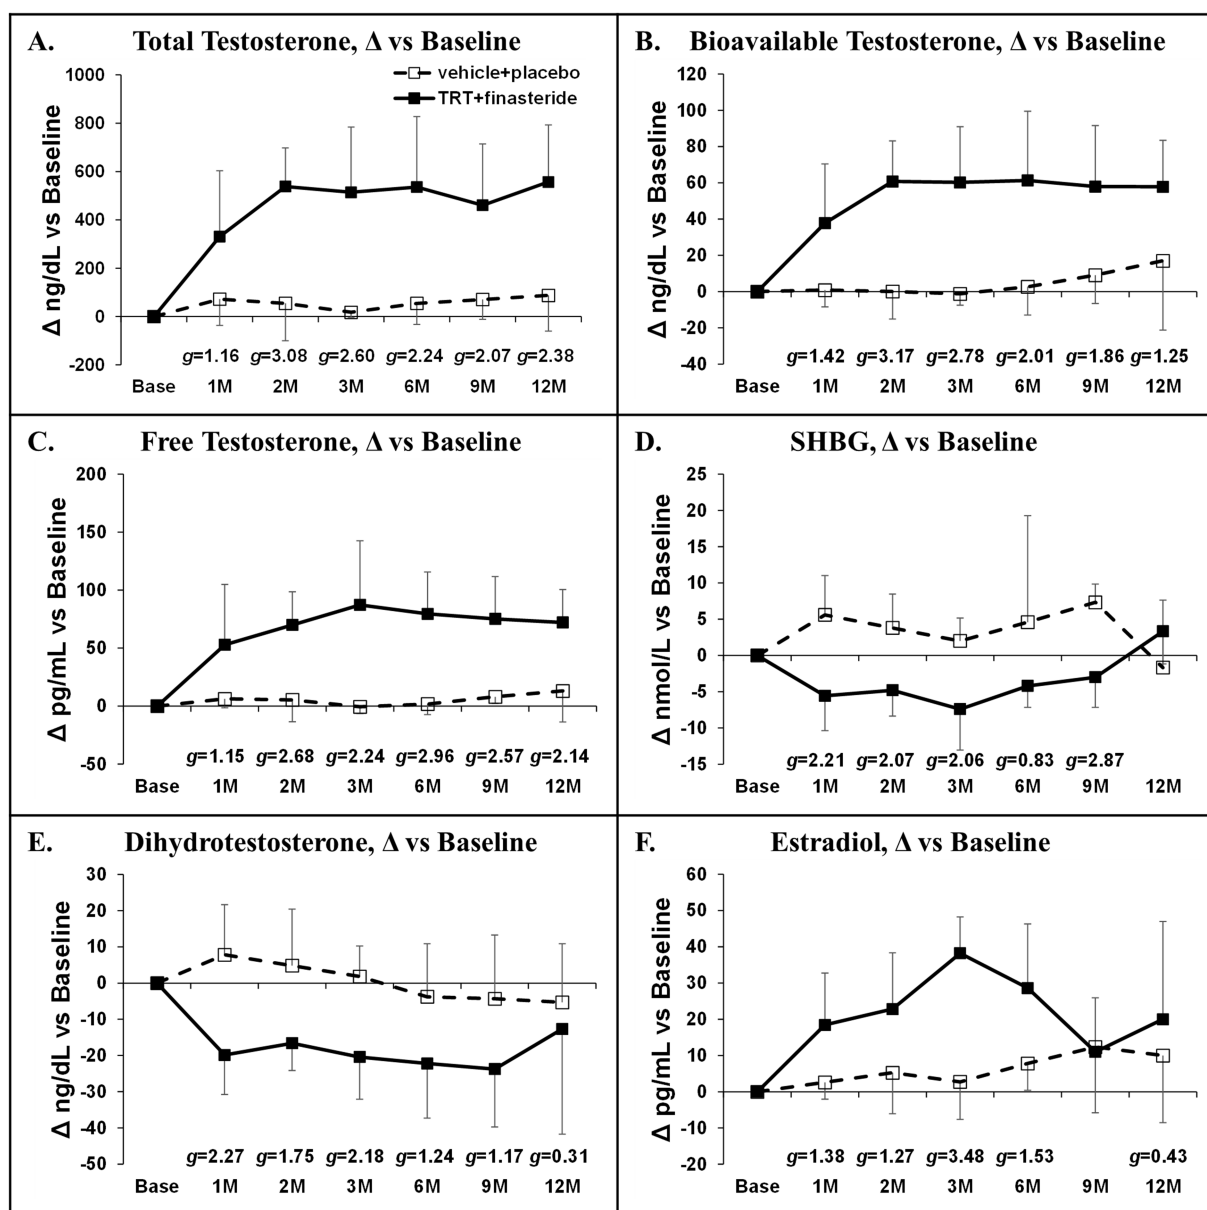 A. Total Testosterone, Δ vs Baseline
vehicle+placebo
TRT+finasteride
Δ ng/dL vs Baseline
1000
800
600
400
200
0
-200
g=1.16 g=3.08 g=2.60 g=2.24 g=2.07 g=2.38
Base 1M 2M 3M 6M 9M 12M
B. Bioavailable Testosterone, Δ vs Baseline
Δ ng/dL vs Baseline
120
100
80
60
40
20
0
-20
-40
g=1.42 g=3.17 g=2.78 g=2.01 g=1.86 g=1.25
Base 1M 2M 3M 6M 9M 12M
C. Free Testosterone, Δ vs Baseline
Δ pg/mL vs Baseline
200
150
100
50
0
-50
g=1.15 g=2.68 g=2.24 g=2.96 g=2.57 g=2.14
Base 1M 2M 3M 6M 9M 12M
D. SHBG, Δ vs Baseline
Δ nmol/L vs Baseline
25
20
15
10
5
0
-5
-10
-15
g=2.21 g=2.07 g=2.06 g=0.83 g=2.87
Base 1M 2M 3M 6M 9M 12M
E. Dihydrotestosterone, Δ vs Baseline
Δ ng/dL vs Baseline
30
20
10
0
-10
-20
-30
-40
-50
g=2.27 g=1.75 g=2.18 g=1.24 g=1.17 g=0.31
Base 1M 2M 3M 6M 9M 12M
F. Estradiol, Δ vs Baseline
Δ pg/mL vs Baseline
60
50
40
30
20
10
0
-10
-20
g=1.38 g=1.27 g=3.48 g=1.53 g=0.43
Base 1M 2M 3M 6M 9M 12M